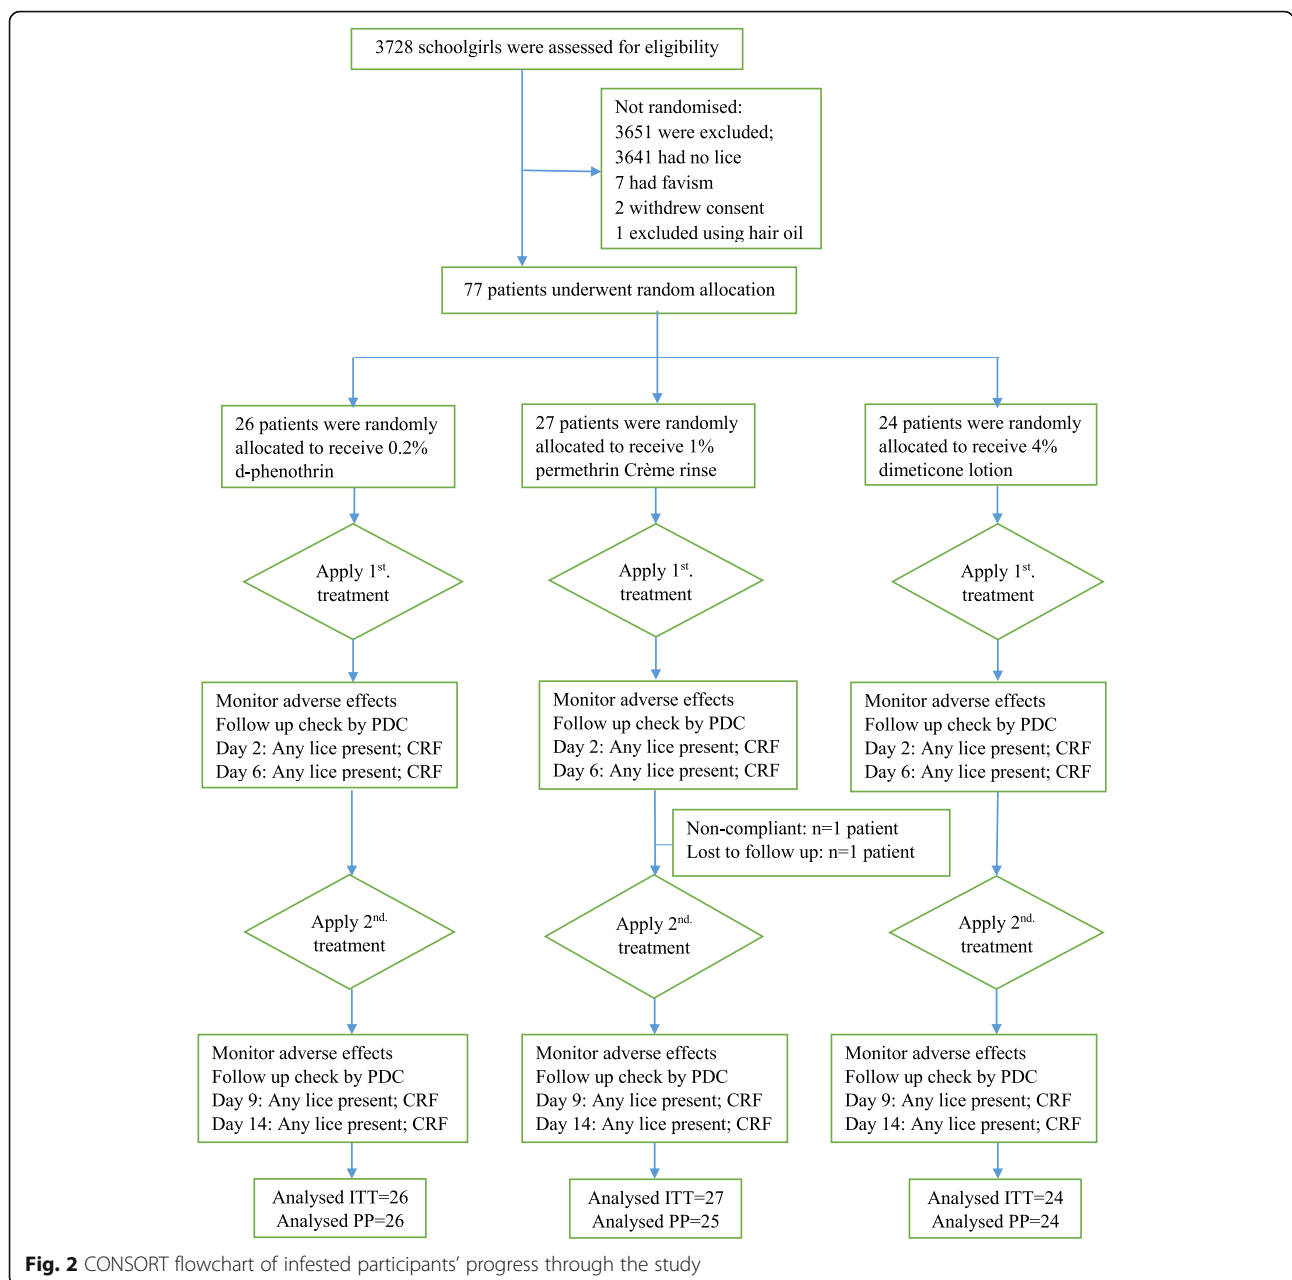 3728 schoolgirls were assessed for eligibility
Not randomised:
3651 were excluded;
3641 had no lice
7 had favism
2 withdrew consent
1 excluded using hair oil
77 patients underwent random allocation
26 patients were randomly
allocated to receive 0.2%
d-phenothrin
27 patients were randomly
allocated to receive 1%
permethrin Crème rinse
24 patients were randomly
allocated to receive 4%
dimeticone lotion
Apply 1st.
treatment
Apply 1st.
treatment
Apply 1st.
treatment
Monitor adverse effects
Follow up check by PDC
Day 2: Any lice present; CRF
Day 6: Any lice present; CRF
Monitor adverse effects
Follow up check by PDC
Day 2: Any lice present; CRF
Day 6: Any lice present; CRF
Monitor adverse effects
Follow up check by PDC
Day 2: Any lice present; CRF
Day 6: Any lice present; CRF
Non-compliant: n=1 patient
Lost to follow up: n=1 patient
Apply 2nd.
treatment
Apply 2nd.
treatment
Apply 2nd.
treatment
Monitor adverse effects
Follow up check by PDC
Day 9: Any lice present; CRF
Day 14: Any lice present; CRF
Monitor adverse effects
Follow up check by PDC
Day 9: Any lice present; CRF
Day 14: Any lice present; CRF
Monitor adverse effects
Follow up check by PDC
Day 9: Any lice present; CRF
Day 14: Any lice present; CRF
Analysed ITT=26
Analysed PP=26
Analysed ITT=27
Analysed PP=25
Analysed ITT=24
Analysed PP=24
Fig. 2 CONSORT flowchart of infested participants' progress through the study